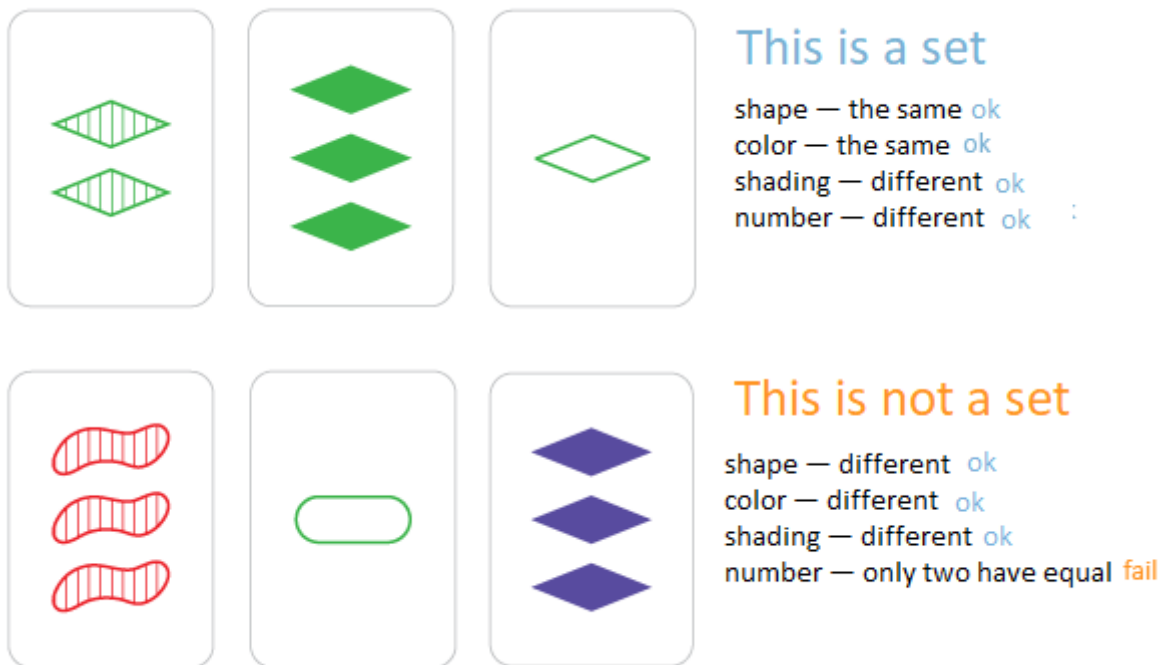 This is a set
shape — the same ok
color — the same ok
shading — different ok
number — different ok :
This is not a set
shape — different ok
color — different ok
shading — different ok
number — only two have equal fail